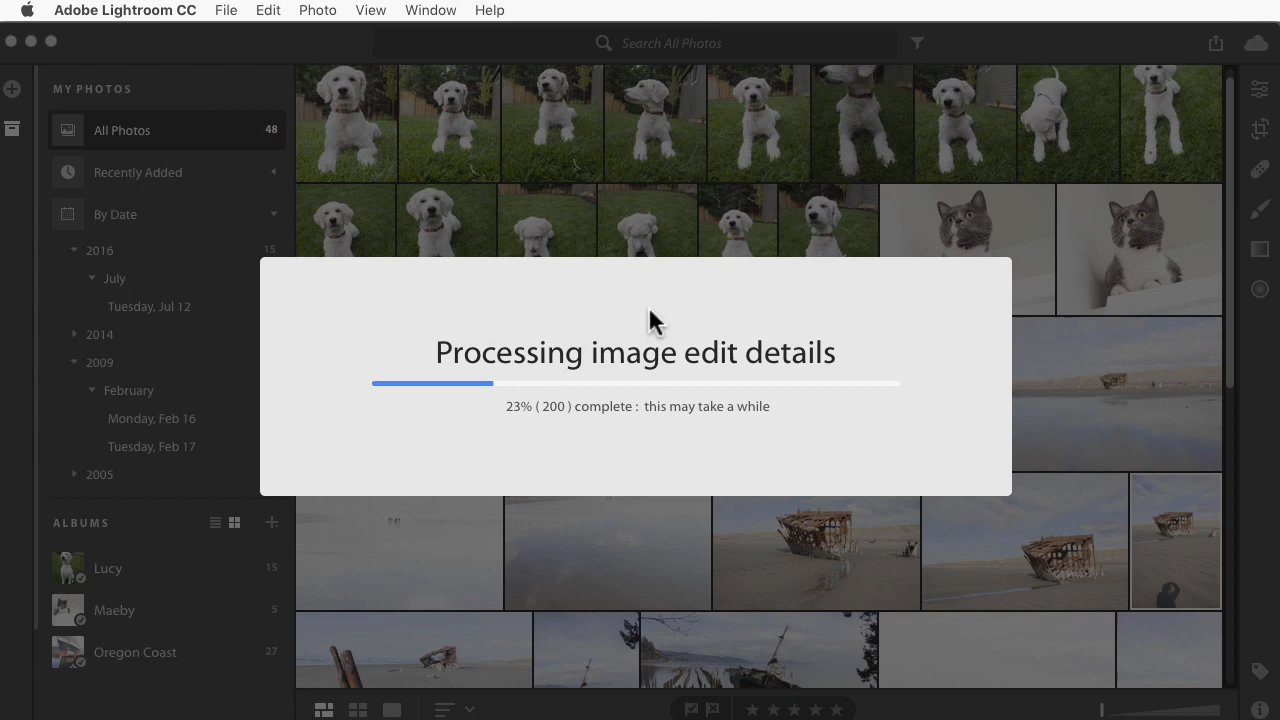 Adobe Lightroom CC File Edit Photo View Window Help
Search All Photos
MY PHOTOS
All Photos 48
Recently Added
By Date
2016 15
July
Tuesday, Jul 12
2014
2009
February
Monday, Feb 16
Tuesday, Feb 17
2005
Processing image edit details
23% ( 200 ) complete : this may take a while
ALBUMS
Lucy 15
Maeby 5
Oregon Coast 27